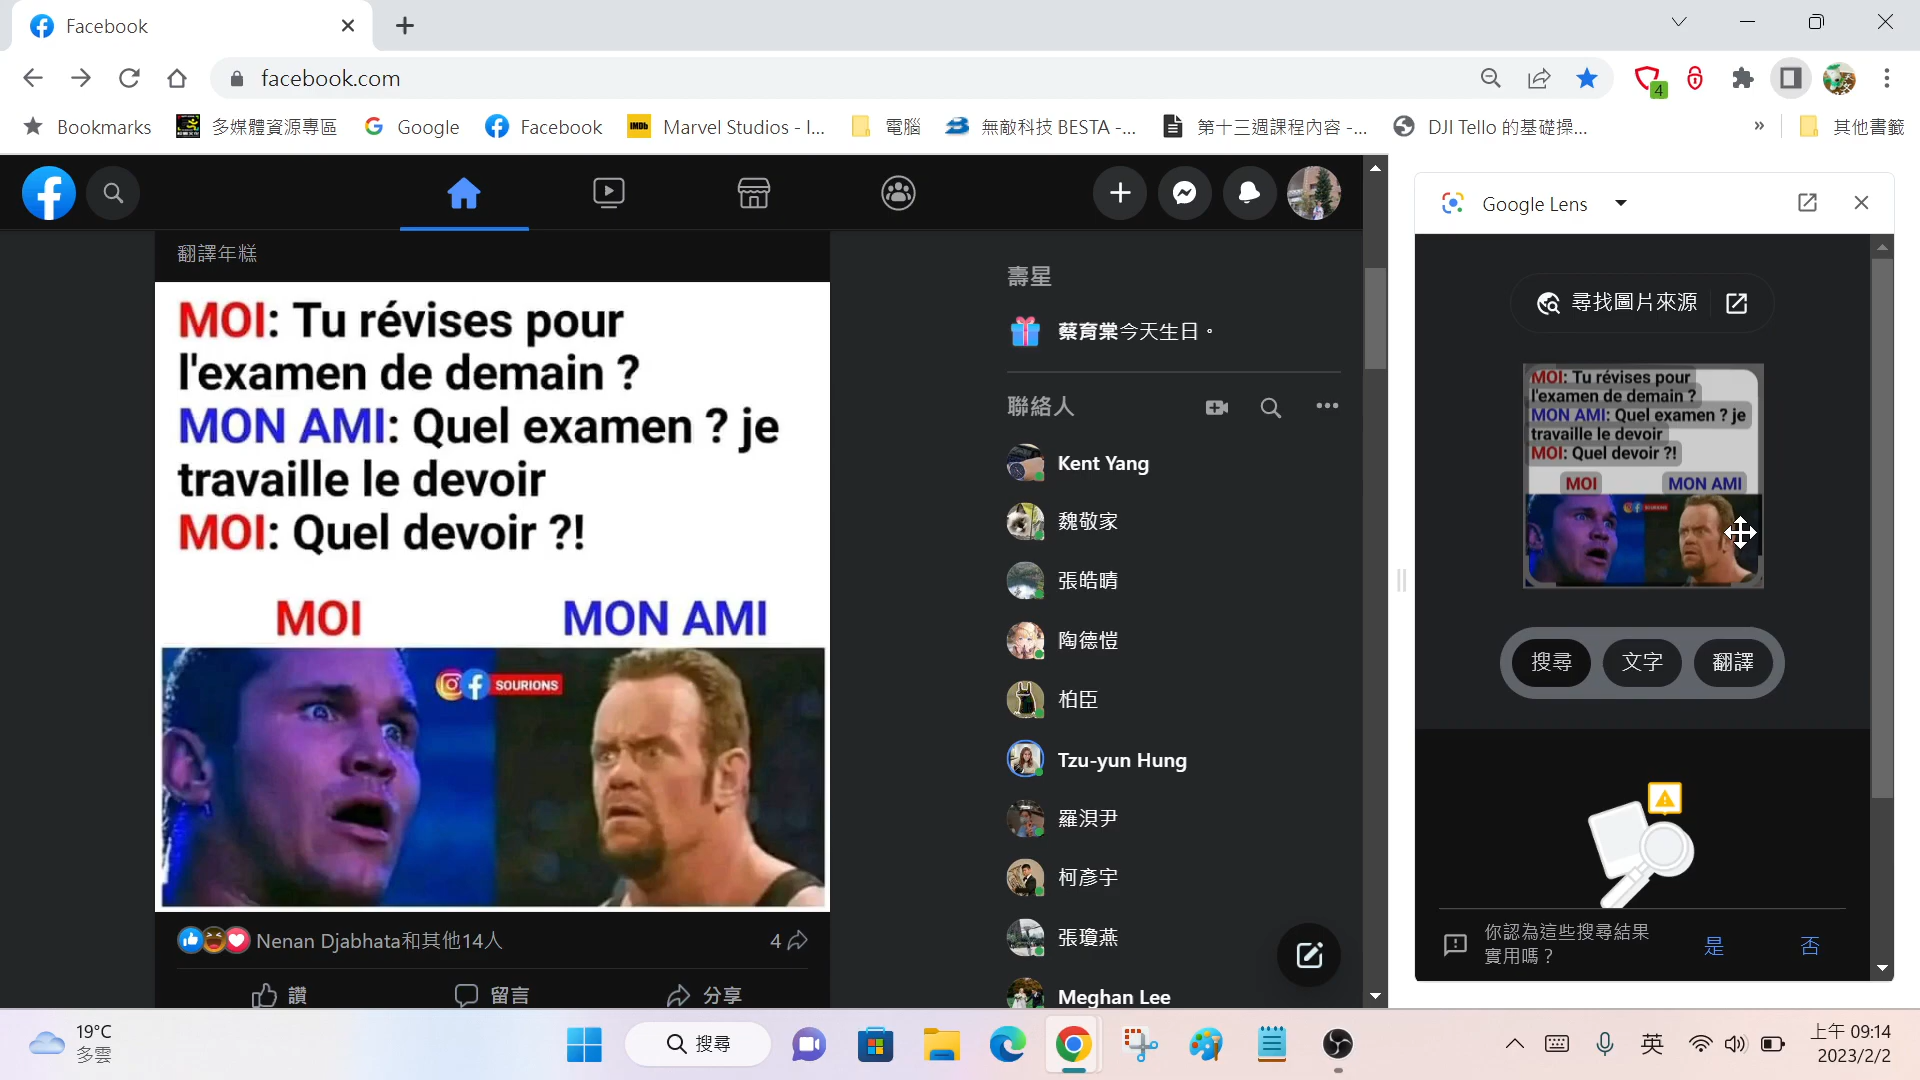 Facebook
facebook.com
4
Bookmarks
多媒體資源專區
Google
Facebook
IMDb
Marvel Studios - I...
電腦
無敵科技 BESTA -...
第十三週課程內容 -...
DJI Tello 的基礎操...
»
其他書籤
翻譯年糕
MOI: Tu révises pour
l'examen de demain ?
MON AMI: Quel examen ? je
travaille le devoir
MOI: Quel devoir ?!
MOI
MON AMI
SOURIONS
Nenan Djabhata和其他14人
4
讚
留言
分享
壽星
蔡育棠今天生日。
聯絡人
Kent Yang
魏敬家
張皓晴
陶德愷
柏臣
Tzu-yun Hung
羅浿尹
柯彥宇
張瓊燕
Meghan Lee
Google Lens
尋找圖片來源
MOI: Tu révises pour
l'examen de demain ?
MON AMI: Quel examen ? je
travaille le devoir
MOI: Quel devoir ?!
MOI
MON AMI
SOURIONS
搜尋
文字
翻譯
你認為這些搜尋結果
實用嗎？
是
否
19°C
多雲
搜尋
英
上午 09:14
2023/2/2